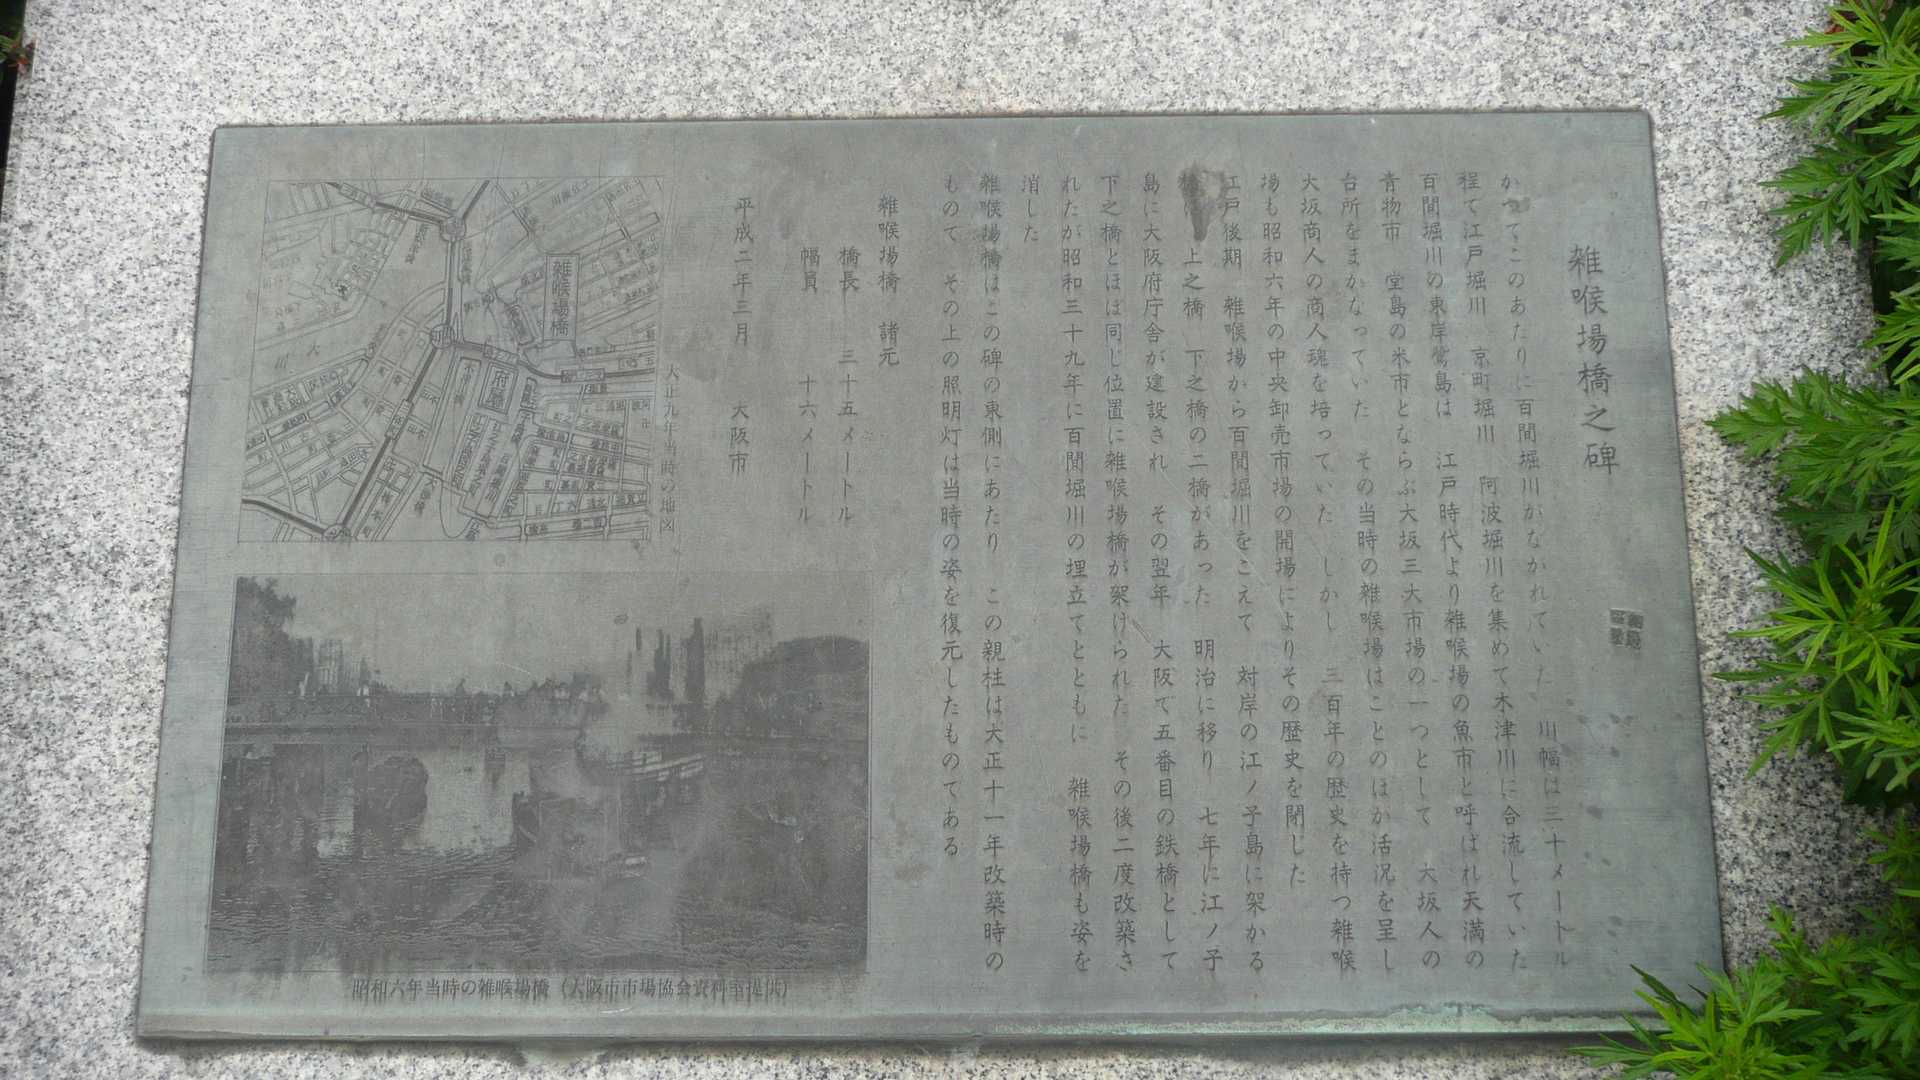 雑喉場橋之碑
かつてこのあたりに百間堀川がながれていた　川幅は三十メートル
程で江戸堀川　京町堀川　阿波堀川を集めて木津川に合流していた
百間堀川の東岸鷺島は　江戸時代より雑喉場の魚市と呼ばれ天満の
青物市　堂島の米市とならぶ大坂三大市場の一つとして　大坂人の
台所をまかなっていた　その当時の雑喉場はことのほか活況を呈し
大坂商人の商人魂を培っていた　しかし　三百年の歴史を持つ雑喉
場も昭和六年の中央卸売市場の開場によりその歴史を閉じた
江戸後期　雑喉場から百間堀川をこえて　対岸の江ノ子島に架かる
上之橋　下之橋の二橋があった　明治に移り　七年に江ノ子
島に大阪府庁舎が建設され　その翌年　大阪で五番目の鉄橋として
下之橋とほぼ同じ位置に雑喉場橋が架けられた　その後二度改築さ
れたが昭和三十九年に百間堀川の埋立てとともに　雑喉場橋も姿を
消した
雑喉場橋はこの碑の東側にあたり　この親柱は大正十一年改築時の
もので　その上の照明灯は当時の姿を復元したものである
雑喉場橋　諸元
橋長　三十五メートル
幅員　十六メートル
平成二年三月　大阪市
大正九年当時の地図
雑喉場橋
府廳
昭和六年当時の雑喉場橋（大阪市市場協会資料室提供）